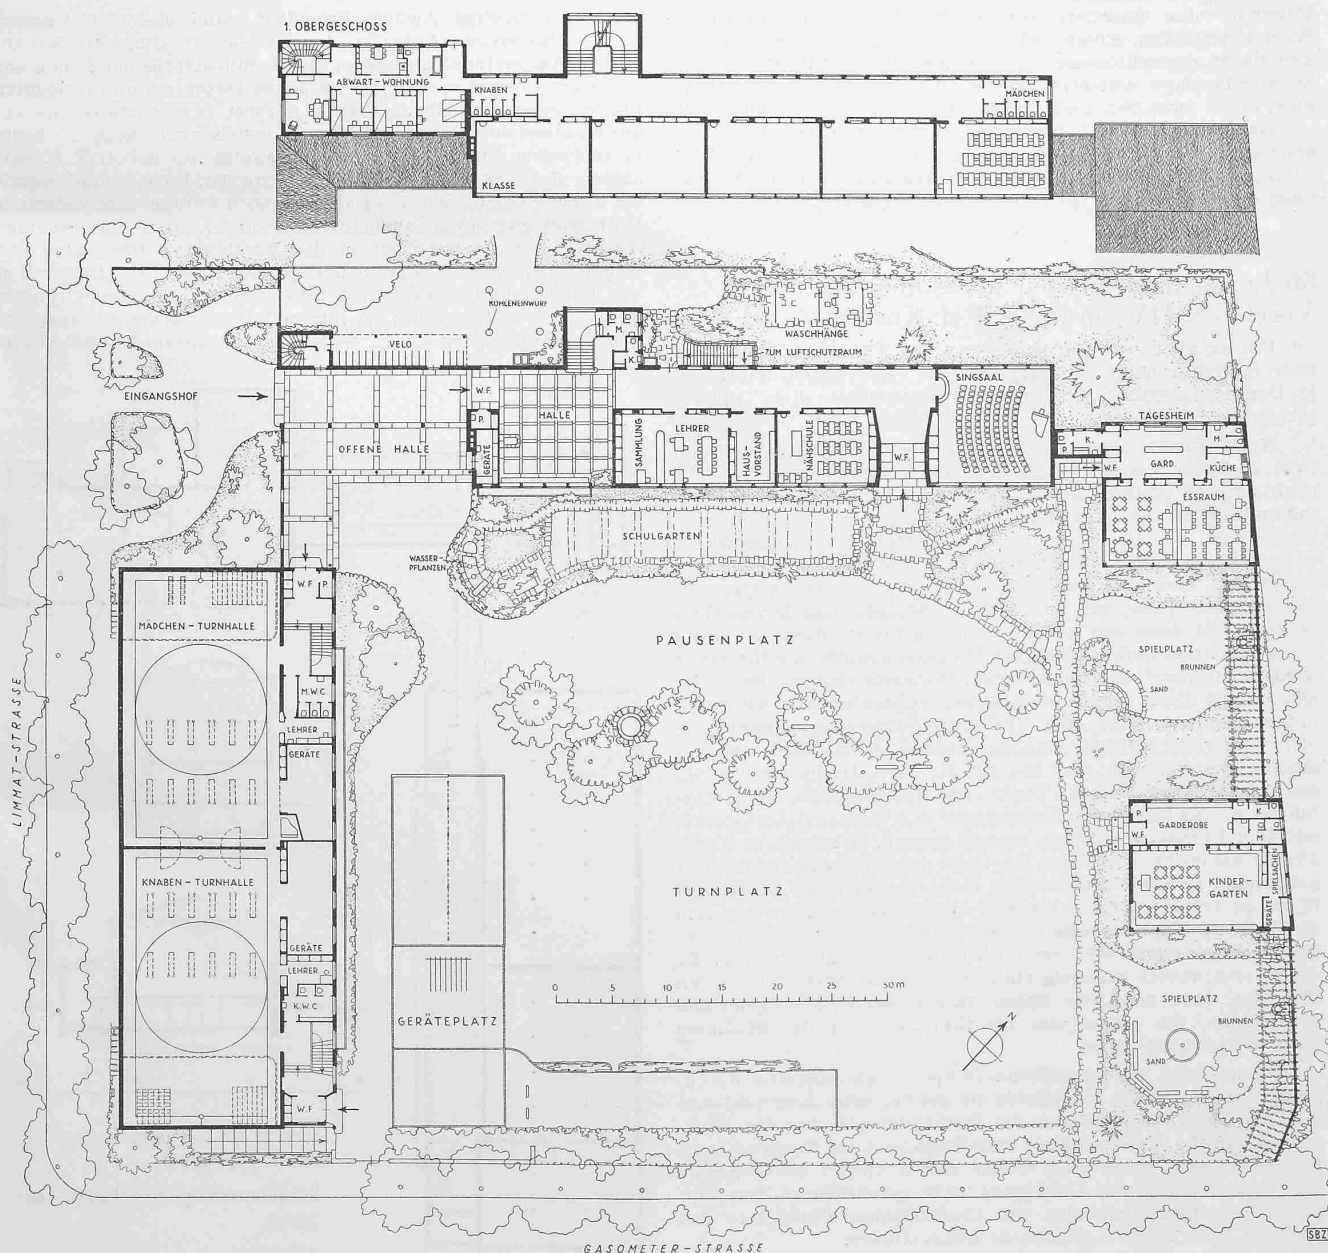 1. OBERGESCHOSS
ABWART-WOHNUNG
KNABEN
MÄDCHEN
KLASSE
KOHLENEINWURF
VELO
M.
K.
WASCHHÄNGE
ZUM LUFTSCHUTZRAUM
EINGANGSHOF
W.F.
P.
HALLE
OFFENE HALLE
GERÄTE
SAMMLUNG
LEHRER
HAUS-
VORSTAND
NÄHSCHULE
W.F.
SINGSAAL
TAGESHEIM
K.
P.
W.F.
GARD.
M.
KÜCHE
ESSRAUM
SCHULGARTEN
WASSER-
PFLANZEN
W.F.
P.
MÄDCHEN-TURNHALLE
M.W.C
LEHRER
GERÄTE
PAUSENPLATZ
SPIELPLATZ
BRUNNEN
SAND
LIMMAT-STRASSE
KNABEN-TURNHALLE
GERÄTE
LEHRER
K.W.C
W.F
TURNPLATZ
P.
W.F.
GARDEROBE
K.
M.
KINDER-
GARTEN
SPIELSACHEN
GERÄTE
0 5 10 15 20 25 30 m
GERÄTEPLATZ
N
SPIELPLATZ
BRUNNEN
SAND
GASOMETER-STRASSE
SBZ